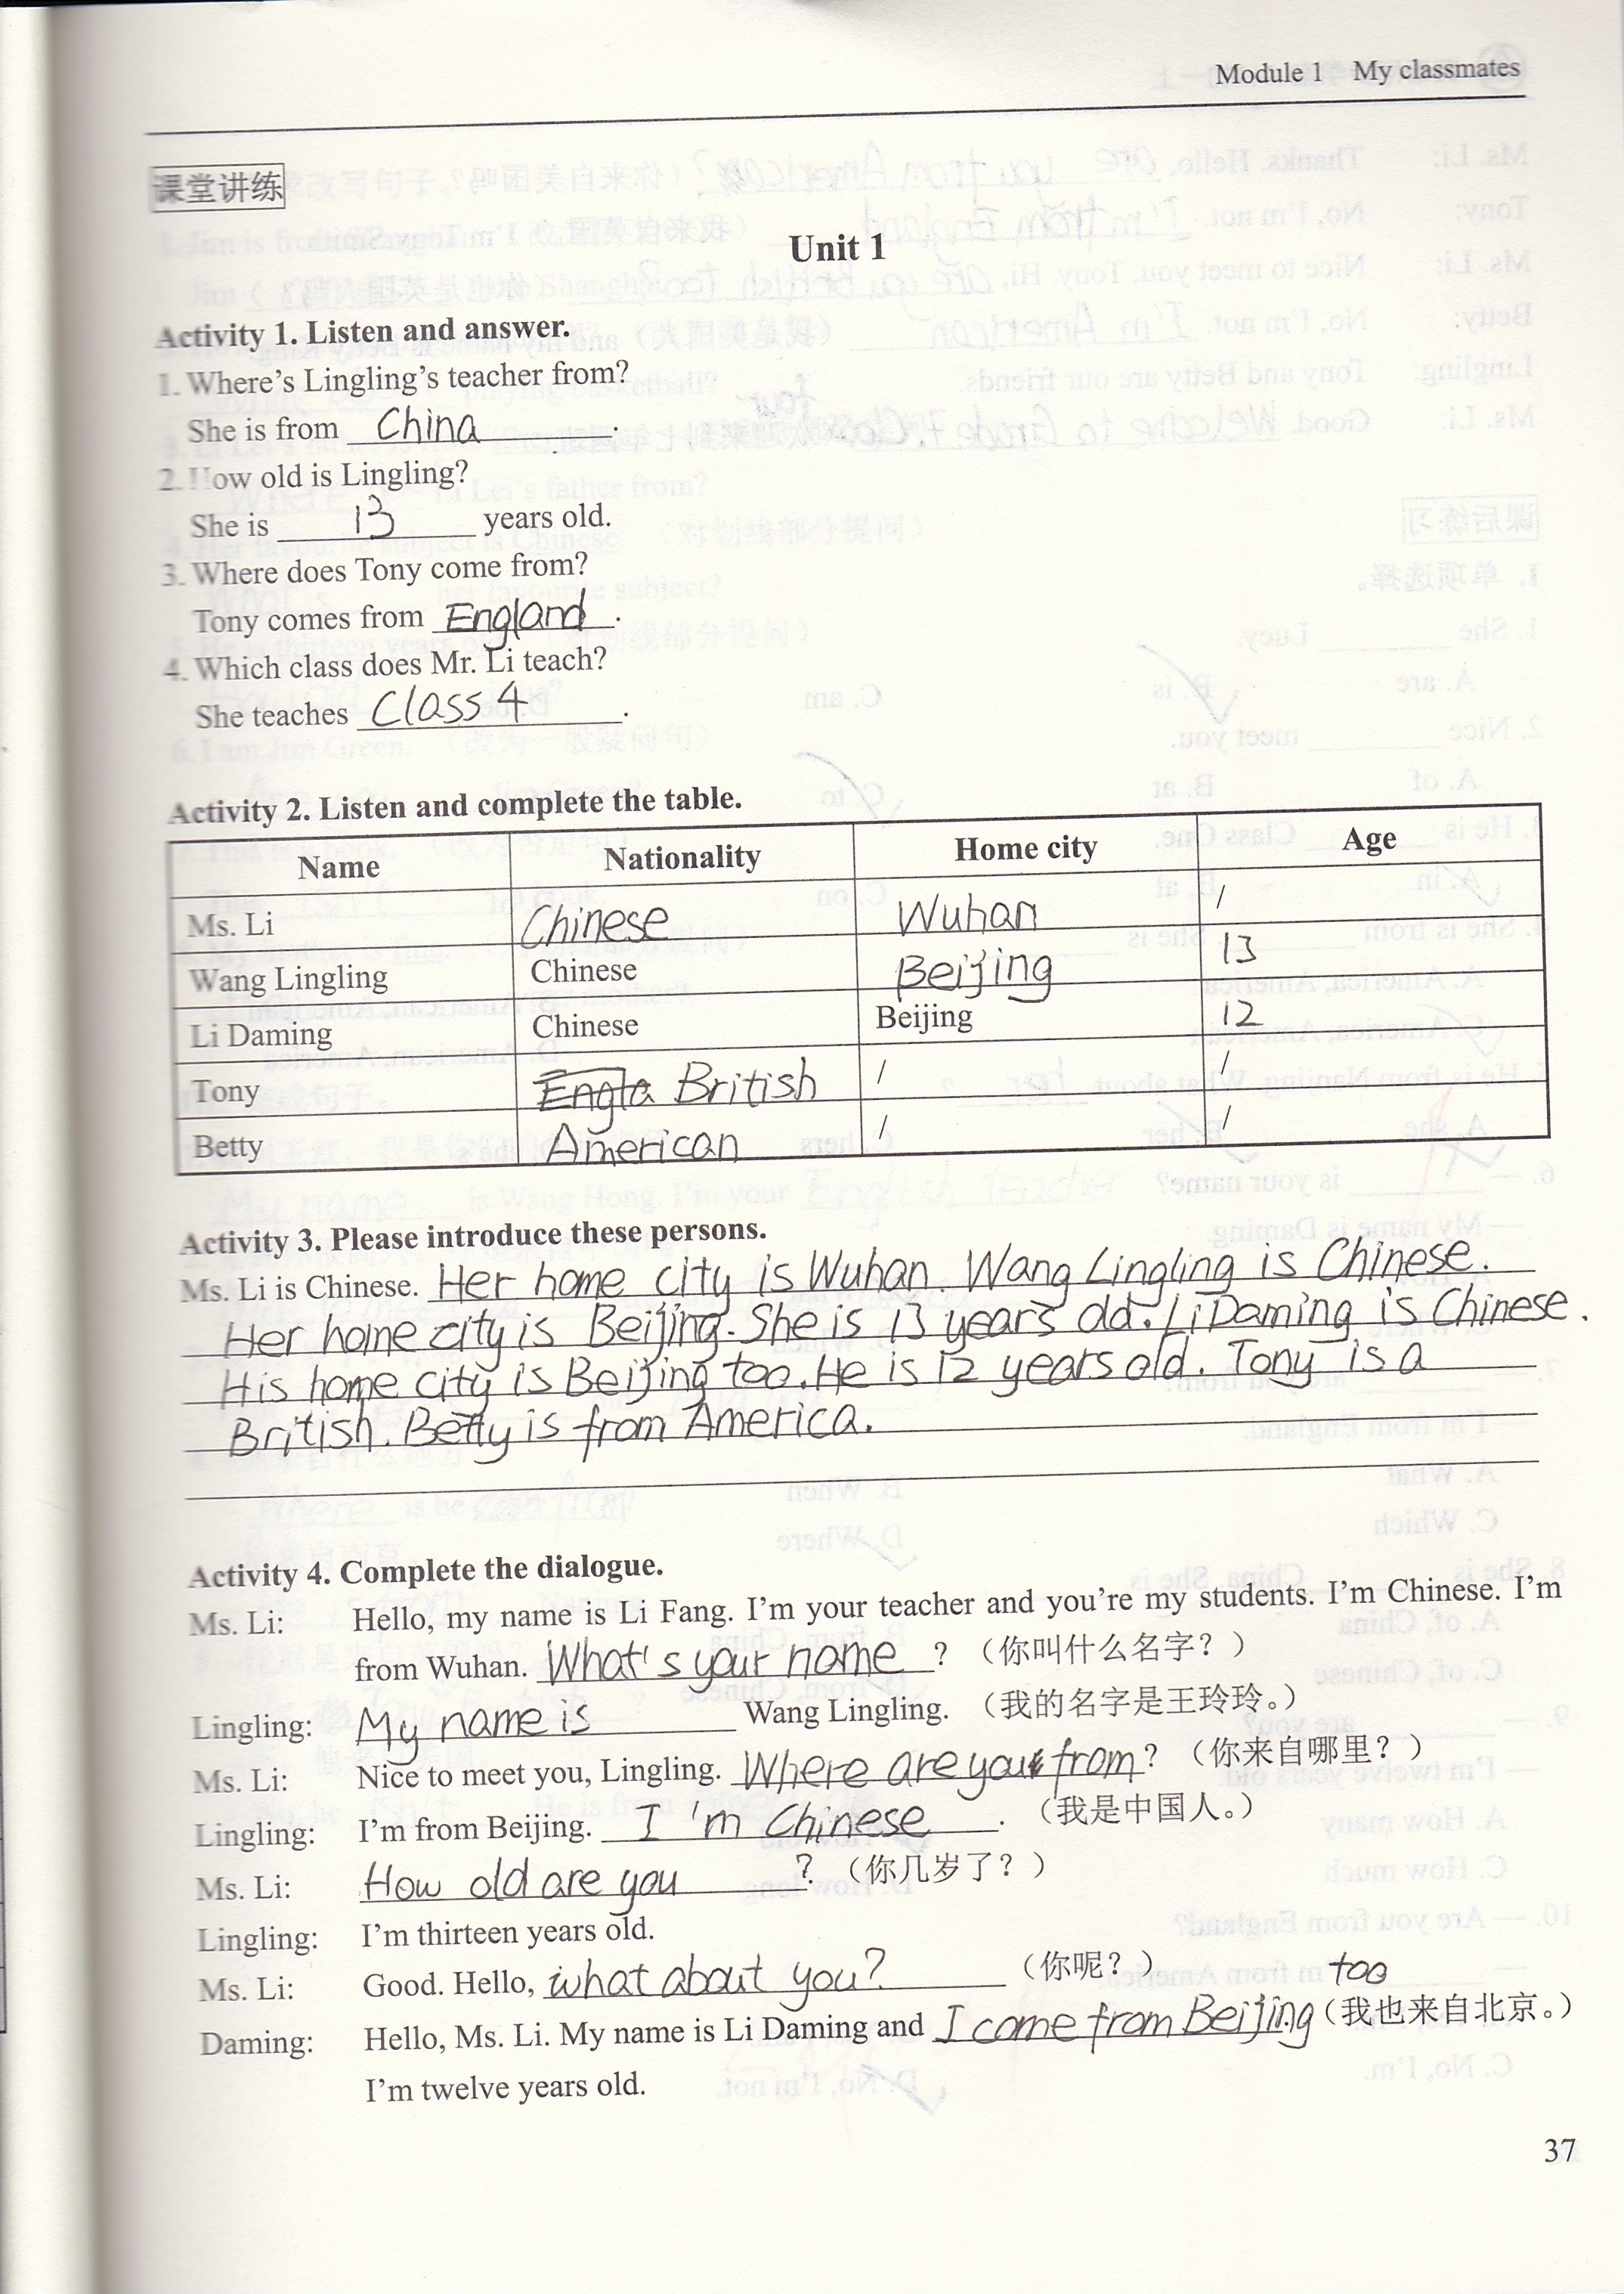 Module 1 My classmates
课堂讲练
Unit 1
Activity 1. Listen and answer.
1. Where's Lingling's teacher from?
She is from China.
2. How old is Lingling?
She is 13 years old.
3. Where does Tony come from?
Tony comes from England.
4. Which class does Mr. Li teach?
She teaches Class 4.
Activity 2. Listen and complete the table.
Name Nationality Home city Age
Ms. Li Chinese Wuhan /
Wang Lingling Chinese Beijing 13
Li Daming Chinese Beijing 12
Tony Engla British / /
Betty American / /
Activity 3. Please introduce these persons.
Ms. Li is Chinese. Her home city is Wuhan. Wang Lingling is Chinese.
Her home city is Beijing. She is 13 years old. Li Daming is Chinese.
His home city is Beijing too. He is 12 years old. Tony is a
British. Betty is from America.
Activity 4. Complete the dialogue.
Ms. Li: Hello, my name is Li Fang. I'm your teacher and you're my students. I'm Chinese. I'm
from Wuhan. What's your name? (你叫什么名字?)
Lingling: My name is Wang Lingling. (我的名字是王玲玲。)
Ms. Li: Nice to meet you, Lingling. Where are you from? (你来自哪里?)
Lingling: I'm from Beijing. I'm Chinese. (我是中国人。)
Ms. Li: How old are you? (你几岁了?)
Lingling: I'm thirteen years old.
Ms. Li: Good. Hello, what about you? (你呢?) too
Daming: Hello, Ms. Li. My name is Li Daming and I come from Beijing (我也来自北京。)
I'm twelve years old.
37